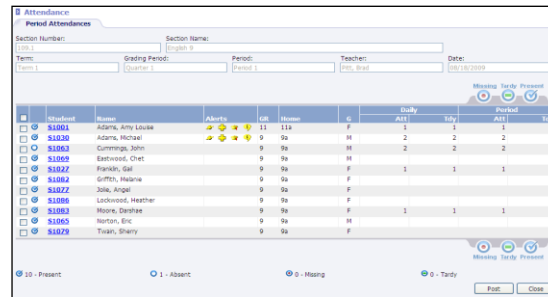 Attendance
Period Attendances
Section Number: Section Name:
109.1 English 9
Term: Grading Period: Period: Teacher: Date:
Term 1 Quarter 1 Period 1 Pitt, Brad 08/18/2009
Missing Tardy Present
Daily Period
Student Name Alerts GR Home G Att Tdy Att
S1001 Adams, Amy Louise 11 11a F 1 1 1
S1030 Adams, Michael 9 9a M 2 2 2
S1063 Cummings, John 9 9a M 2 2 2
S1069 Eastwood, Chet 9 9a M
S1027 Franklin, Gail 9 9a F 1 1 1
S1082 Griffith, Melanie 9 9a F
S1077 Jolie, Angel 9 9a F
S1086 Lockwood, Heather 9 9a F
S1083 Moore, Darshae 9 9a F 1 1 1
S1065 Norton, Eric 9 9a M
S1079 Twain, Sherry 9 9a F
Missing Tardy Present
10 - Present 1 - Absent 0 - Missing 0 - Tardy
Post Close